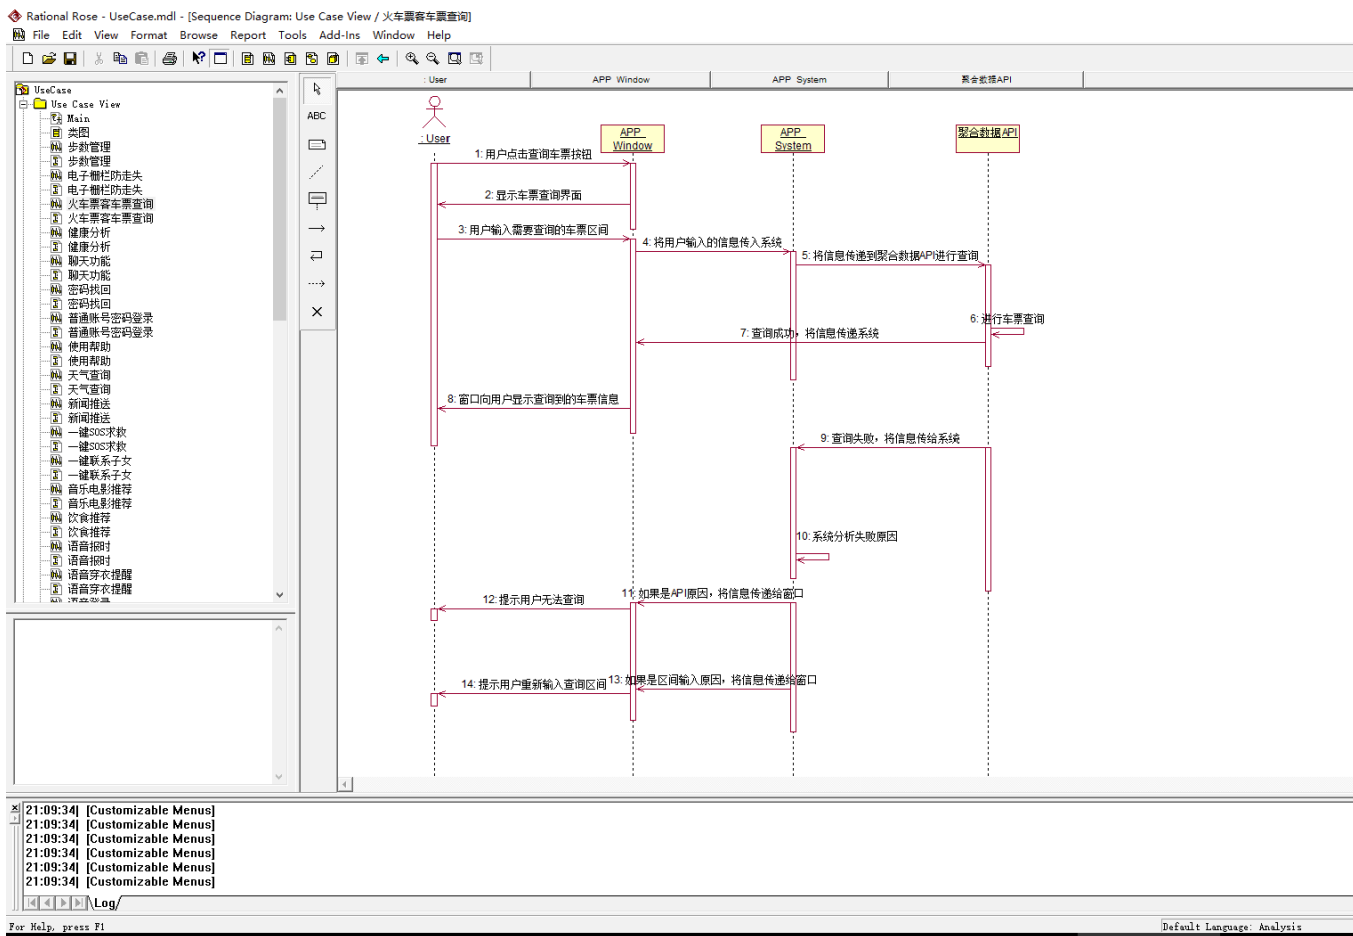 Rational Rose - UseCase.mdl - [Sequence Diagram: Use Case View / 火车票客车票查询]
File Edit View Format Browse Report Tools Add-Ins Window Help
UseCase
Use Case View
Main
类图
步数管理
步数管理
电子栅栏防走失
电子栅栏防走失
火车票客车票查询
火车票客车票查询
健康分析
健康分析
聊天功能
聊天功能
密码找回
密码找回
普通账号密码登录
普通账号密码登录
使用帮助
使用帮助
天气查询
天气查询
新闻推送
新闻推送
一键SOS求救
一键SOS求救
一键联系子女
一键联系子女
音乐电影推荐
音乐电影推荐
饮食推荐
饮食推荐
语音报时
语音报时
语音穿衣提醒
语音穿衣提醒
语音登录
ABC
: User APP Window APP System 聚合数据API
: User
APP
Window
APP
System
聚合数据API
1: 用户点击查询车票按钮
2: 显示车票查询界面
3: 用户输入需要查询的车票区间
4: 将用户输入的信息传入系统
5: 将信息传递到聚合数据API进行查询
6: 进行车票查询
7: 查询成功，将信息传递系统
8: 窗口向用户显示查询到的车票信息
9: 查询失败，将信息传给系统
10: 系统分析失败原因
11: 如果是API原因，将信息传递给窗口
12: 提示用户无法查询
13: 如果是区间输入原因，将信息传递给窗口
14: 提示用户重新输入查询区间
21:09:34| [Customizable Menus]
21:09:34| [Customizable Menus]
21:09:34| [Customizable Menus]
21:09:34| [Customizable Menus]
21:09:34| [Customizable Menus]
21:09:34| [Customizable Menus]
Log
For Help, press F1
Default Language: Analysis